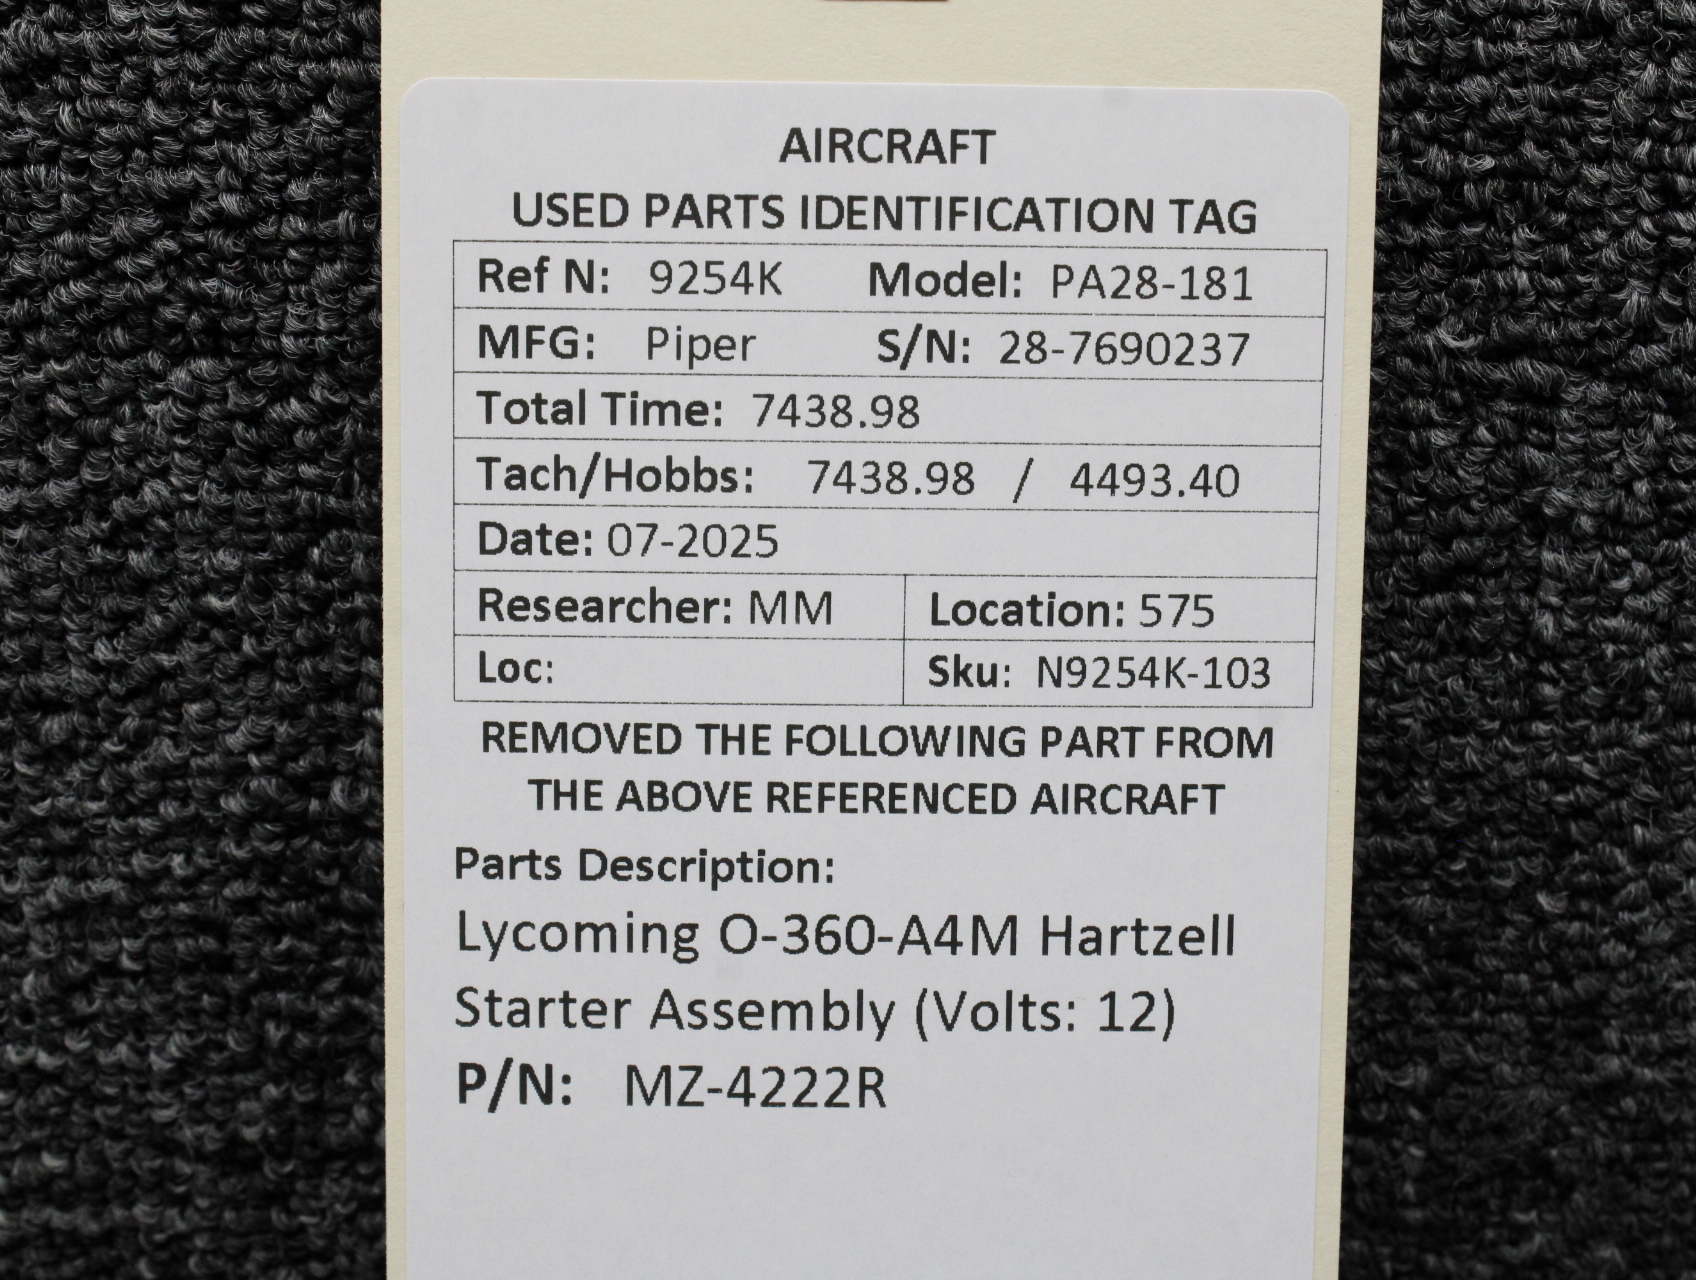 AIRCRAFT
USED PARTS IDENTIFICATION TAG
Ref N: 9254K Model: PA28-181
MFG: Piper S/N: 28-7690237
Total Time: 7438.98
Tach/Hobbs: 7438.98 / 4493.40
Date: 07-2025
Researcher: MM Location: 575
Loc: Sku: N9254K-103
REMOVED THE FOLLOWING PART FROM
THE ABOVE REFERENCED AIRCRAFT
Parts Description:
Lycoming O-360-A4M Hartzell
Starter Assembly (Volts: 12)
P/N: MZ-4222R